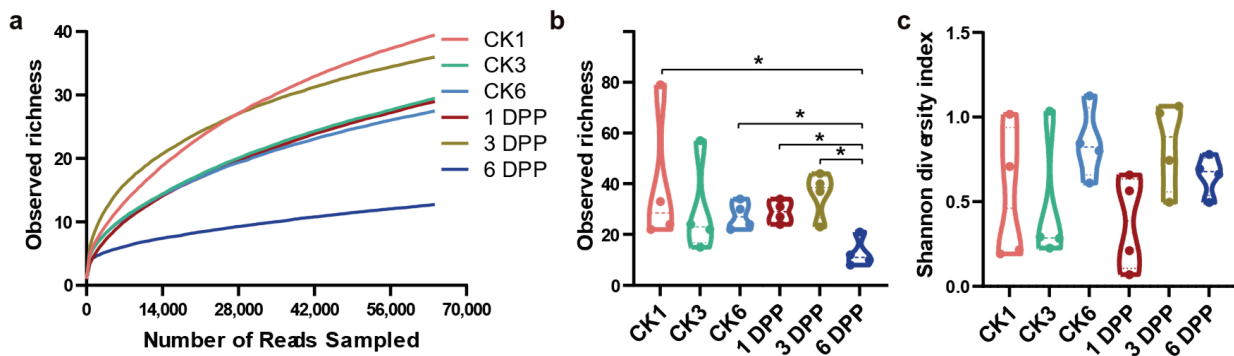 a
Observed richness
40
30
20
10
0
0 14,000 28,000 42,000 56,000 70,000
Number of Reads Sampled
CK1
CK3
CK6
1 DPP
3 DPP
6 DPP
b
Observed richness
80
60
40
20
0
*
*
*
*
CK1 CK3 CK6 1 DPP 3 DPP 6 DPP
c
Shannon diversity index
1.5
1.0
0.5
0.0
CK1 CK3 CK6 1 DPP 3 DPP 6 DPP